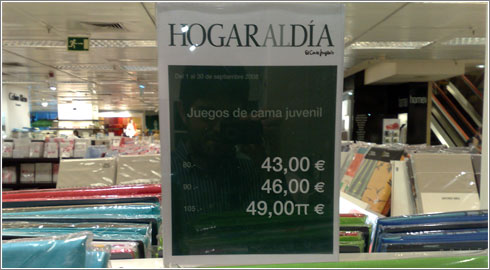 HOGARALDÍA
El Corte Inglés
Del 1 al 30 de septiembre 2008
Juegos de cama juvenil
80.- 43,00 €
90.- 46,00 €
105.- 49,00π €